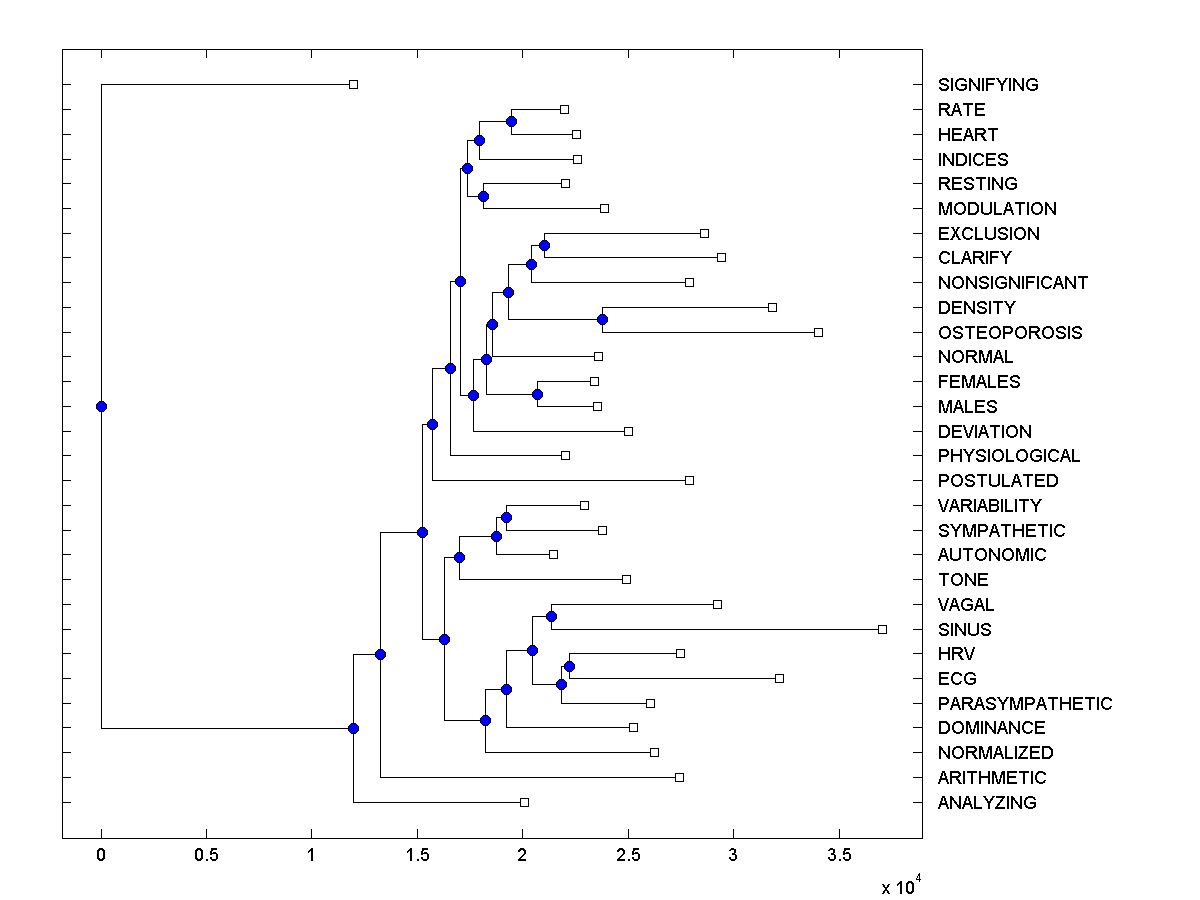 SIGNIFYING
RATE
HEART
INDICES
RESTING
MODULATION
EXCLUSION
CLARIFY
NONSIGNIFICANT
DENSITY
OSTEOPOROSIS
NORMAL
FEMALES
MALES
DEVIATION
PHYSIOLOGICAL
POSTULATED
VARIABILITY
SYMPATHETIC
AUTONOMIC
TONE
VAGAL
SINUS
HRV
ECG
PARASYMPATHETIC
DOMINANCE
NORMALIZED
ARITHMETIC
ANALYZING
0 0.5 1 1.5 2 2.5 3 3.5
x 10^4